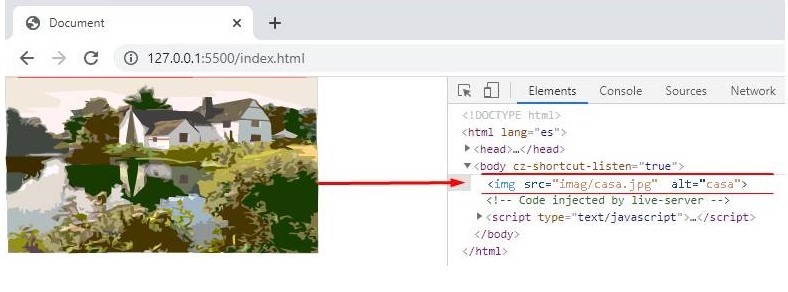 Document
127.0.0.1:5500/index.html
Elements Console Sources Network
<!DOCTYPE html>
<html lang="es">
<head>…</head>
<body cz-shortcut-listen="true">
<img src="imag/casa.jpg" alt="casa">
<!-- Code injected by live-server -->
<script type="text/javascript">…</script>
</body>
</html>